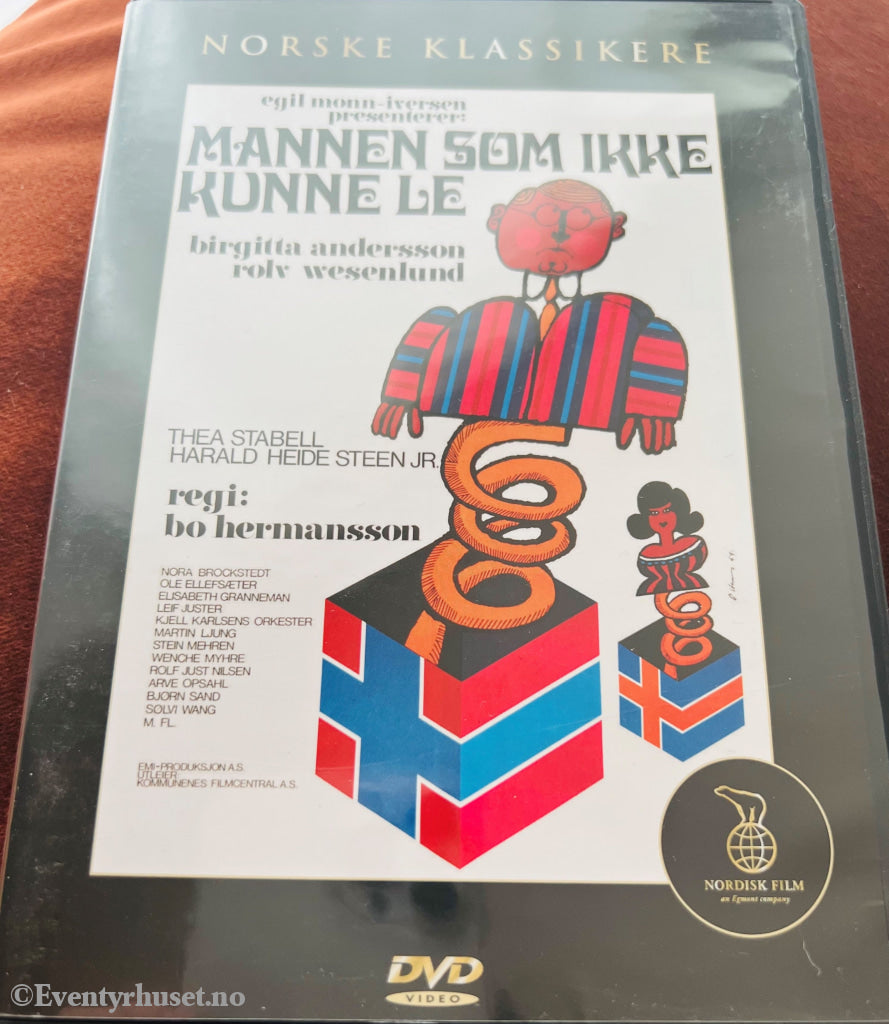 NORSKE KLASSIKERE
egil monn-iversen
presenterer:
MANNEN SOM IKKE
KUNNE LE
birgitta andersson
rolv wesenlund
THEA STABELL
HARALD HEIDE STEEN JR.
regi:
bo hermansson
NORA BROCKSTEDT
OLE ELLEFSÆTER
ELISABETH GRANNEMAN
LEIF JUSTER
KJELL KARLSENS ORKESTER
MARTIN LJUNG
STEIN MEHREN
WENCHE MYHRE
ROLF JUST NILSEN
ARVE OPSAHL
BJØRN SAND
SØLVI WANG
M. FL.
EMI-PRODUKSJON A.S.
UTLEIER:
KOMMUNENES FILMCENTRAL A.S.
NORDISK FILM
an Egmont company
DVD
VIDEO
©Eventyrhuset.no